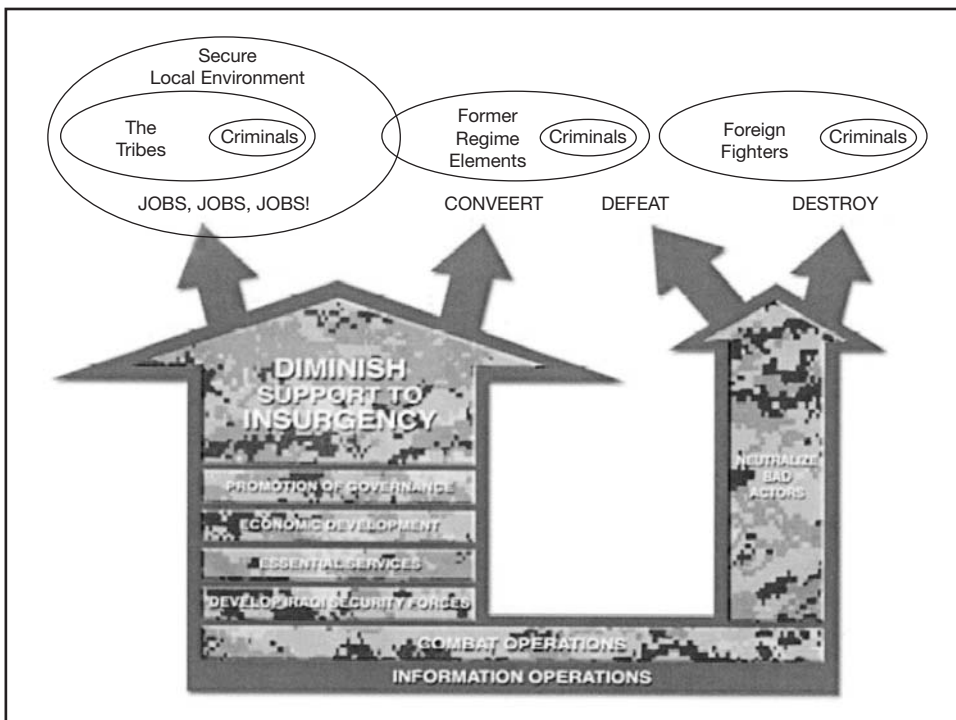 Secure
Local Environment
The
Tribes
Criminals
Former
Regime
Elements
Criminals
Foreign
Fighters
Criminals
JOBS, JOBS, JOBS!
CONVEERT
DEFEAT
DESTROY
DIMINISH
SUPPORT TO
INSURGENCY
PROMOTION OF GOVERNANCE
ECONOMIC DEVELOPMENT
ESSENTIAL SERVICES
DEVELOP IRAQI SECURITY FORCES
NEUTRALIZE
BAD
ACTORS
COMBAT OPERATIONS
INFORMATION OPERATIONS